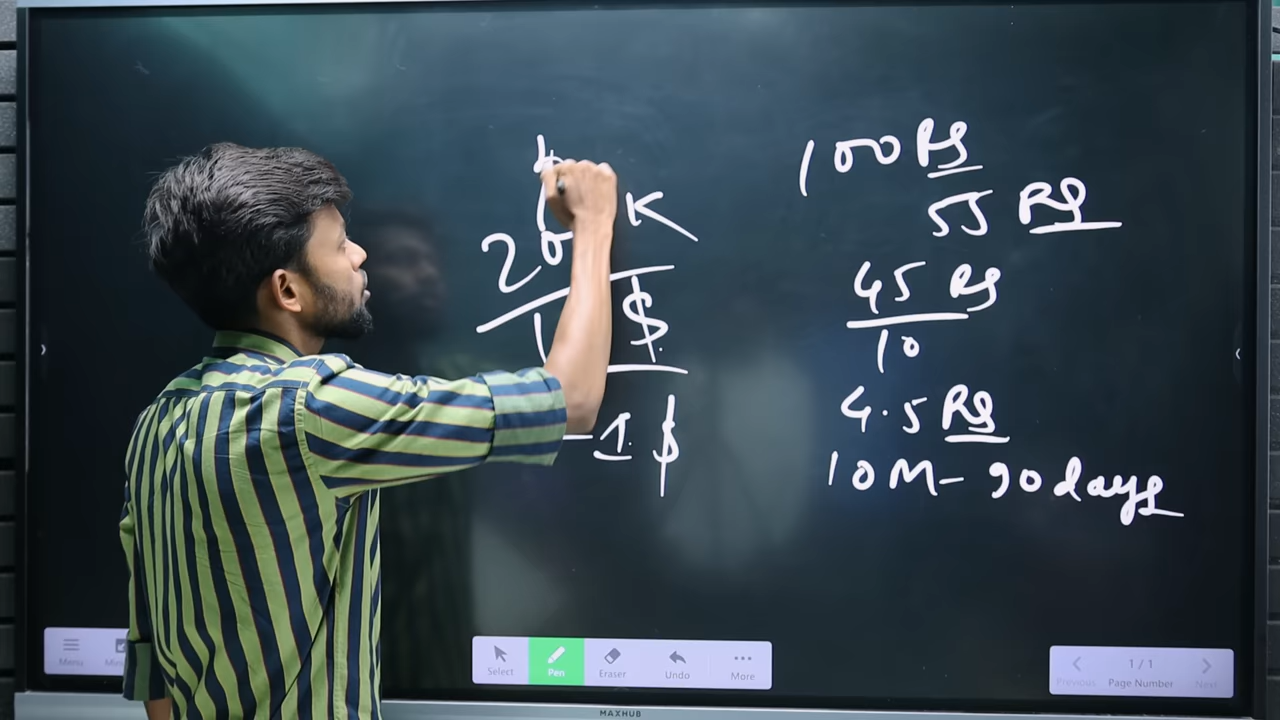 20 K
1 $
- 1. $
100 Rs
55 Rs
45 Rs
10
4.5 Rs
10M - 90 days
Menu
Select
Pen
Eraser
Undo
More
1 / 1
Previous
Page Number
Next
MAXHUB